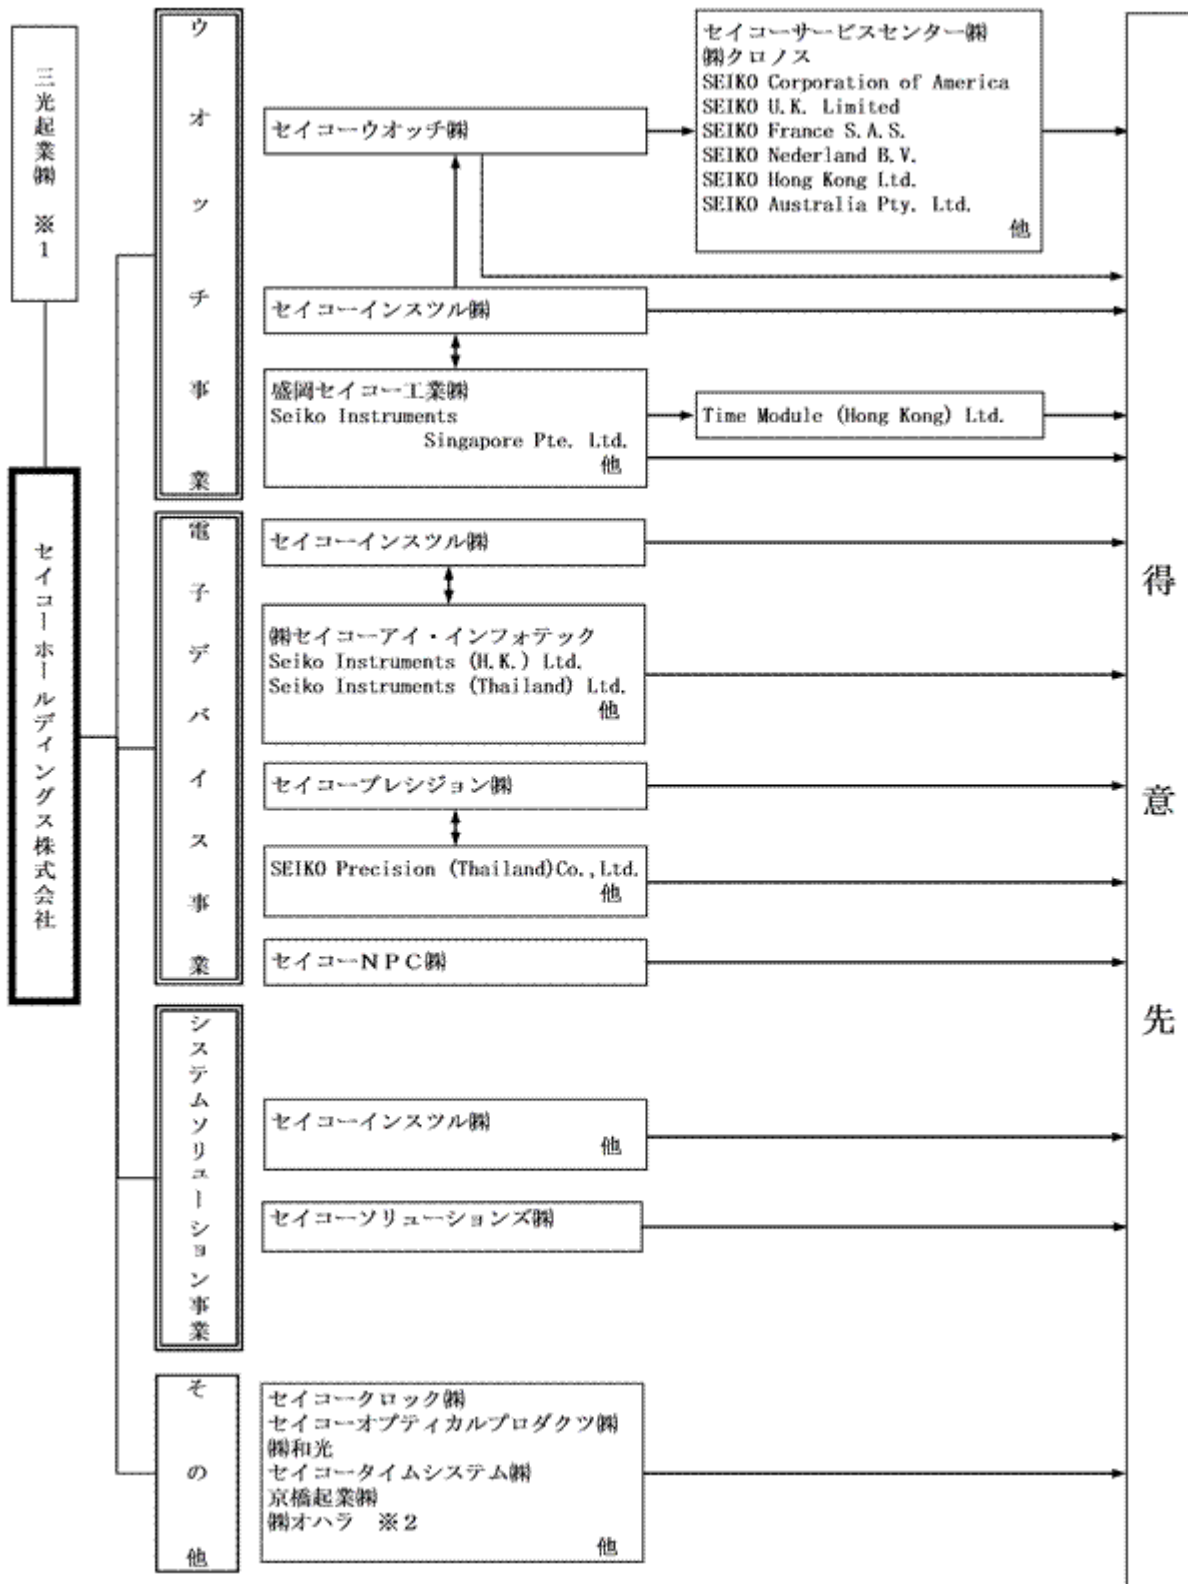 三光起業㈱ ※1
セイコーホールディングス株式会社
ウオッチ事業
セイコーウオッチ㈱
セイコーサービスセンター㈱
㈱クロノス
SEIKO Corporation of America
SEIKO U.K. Limited
SEIKO France S.A.S.
SEIKO Nederland B.V.
SEIKO Hong Kong Ltd.
SEIKO Australia Pty. Ltd.
他
セイコーインスツル㈱
盛岡セイコー工業㈱
Seiko Instruments
Singapore Pte. Ltd.
他
Time Module (Hong Kong) Ltd.
電子デバイス事業
セイコーインスツル㈱
㈱セイコーアイ・インフォテック
Seiko Instruments (H.K.) Ltd.
Seiko Instruments (Thailand) Ltd.
他
セイコープレシジョン㈱
SEIKO Precision (Thailand)Co.,Ltd.
他
セイコーNPC㈱
システムソリューション事業
セイコーインスツル㈱
他
セイコーソリューションズ㈱
その他
セイコークロック㈱
セイコーオプティカルプロダクツ㈱
㈱和光
セイコータイムシステム㈱
京橋起業㈱
㈱オハラ ※2
他
得意先